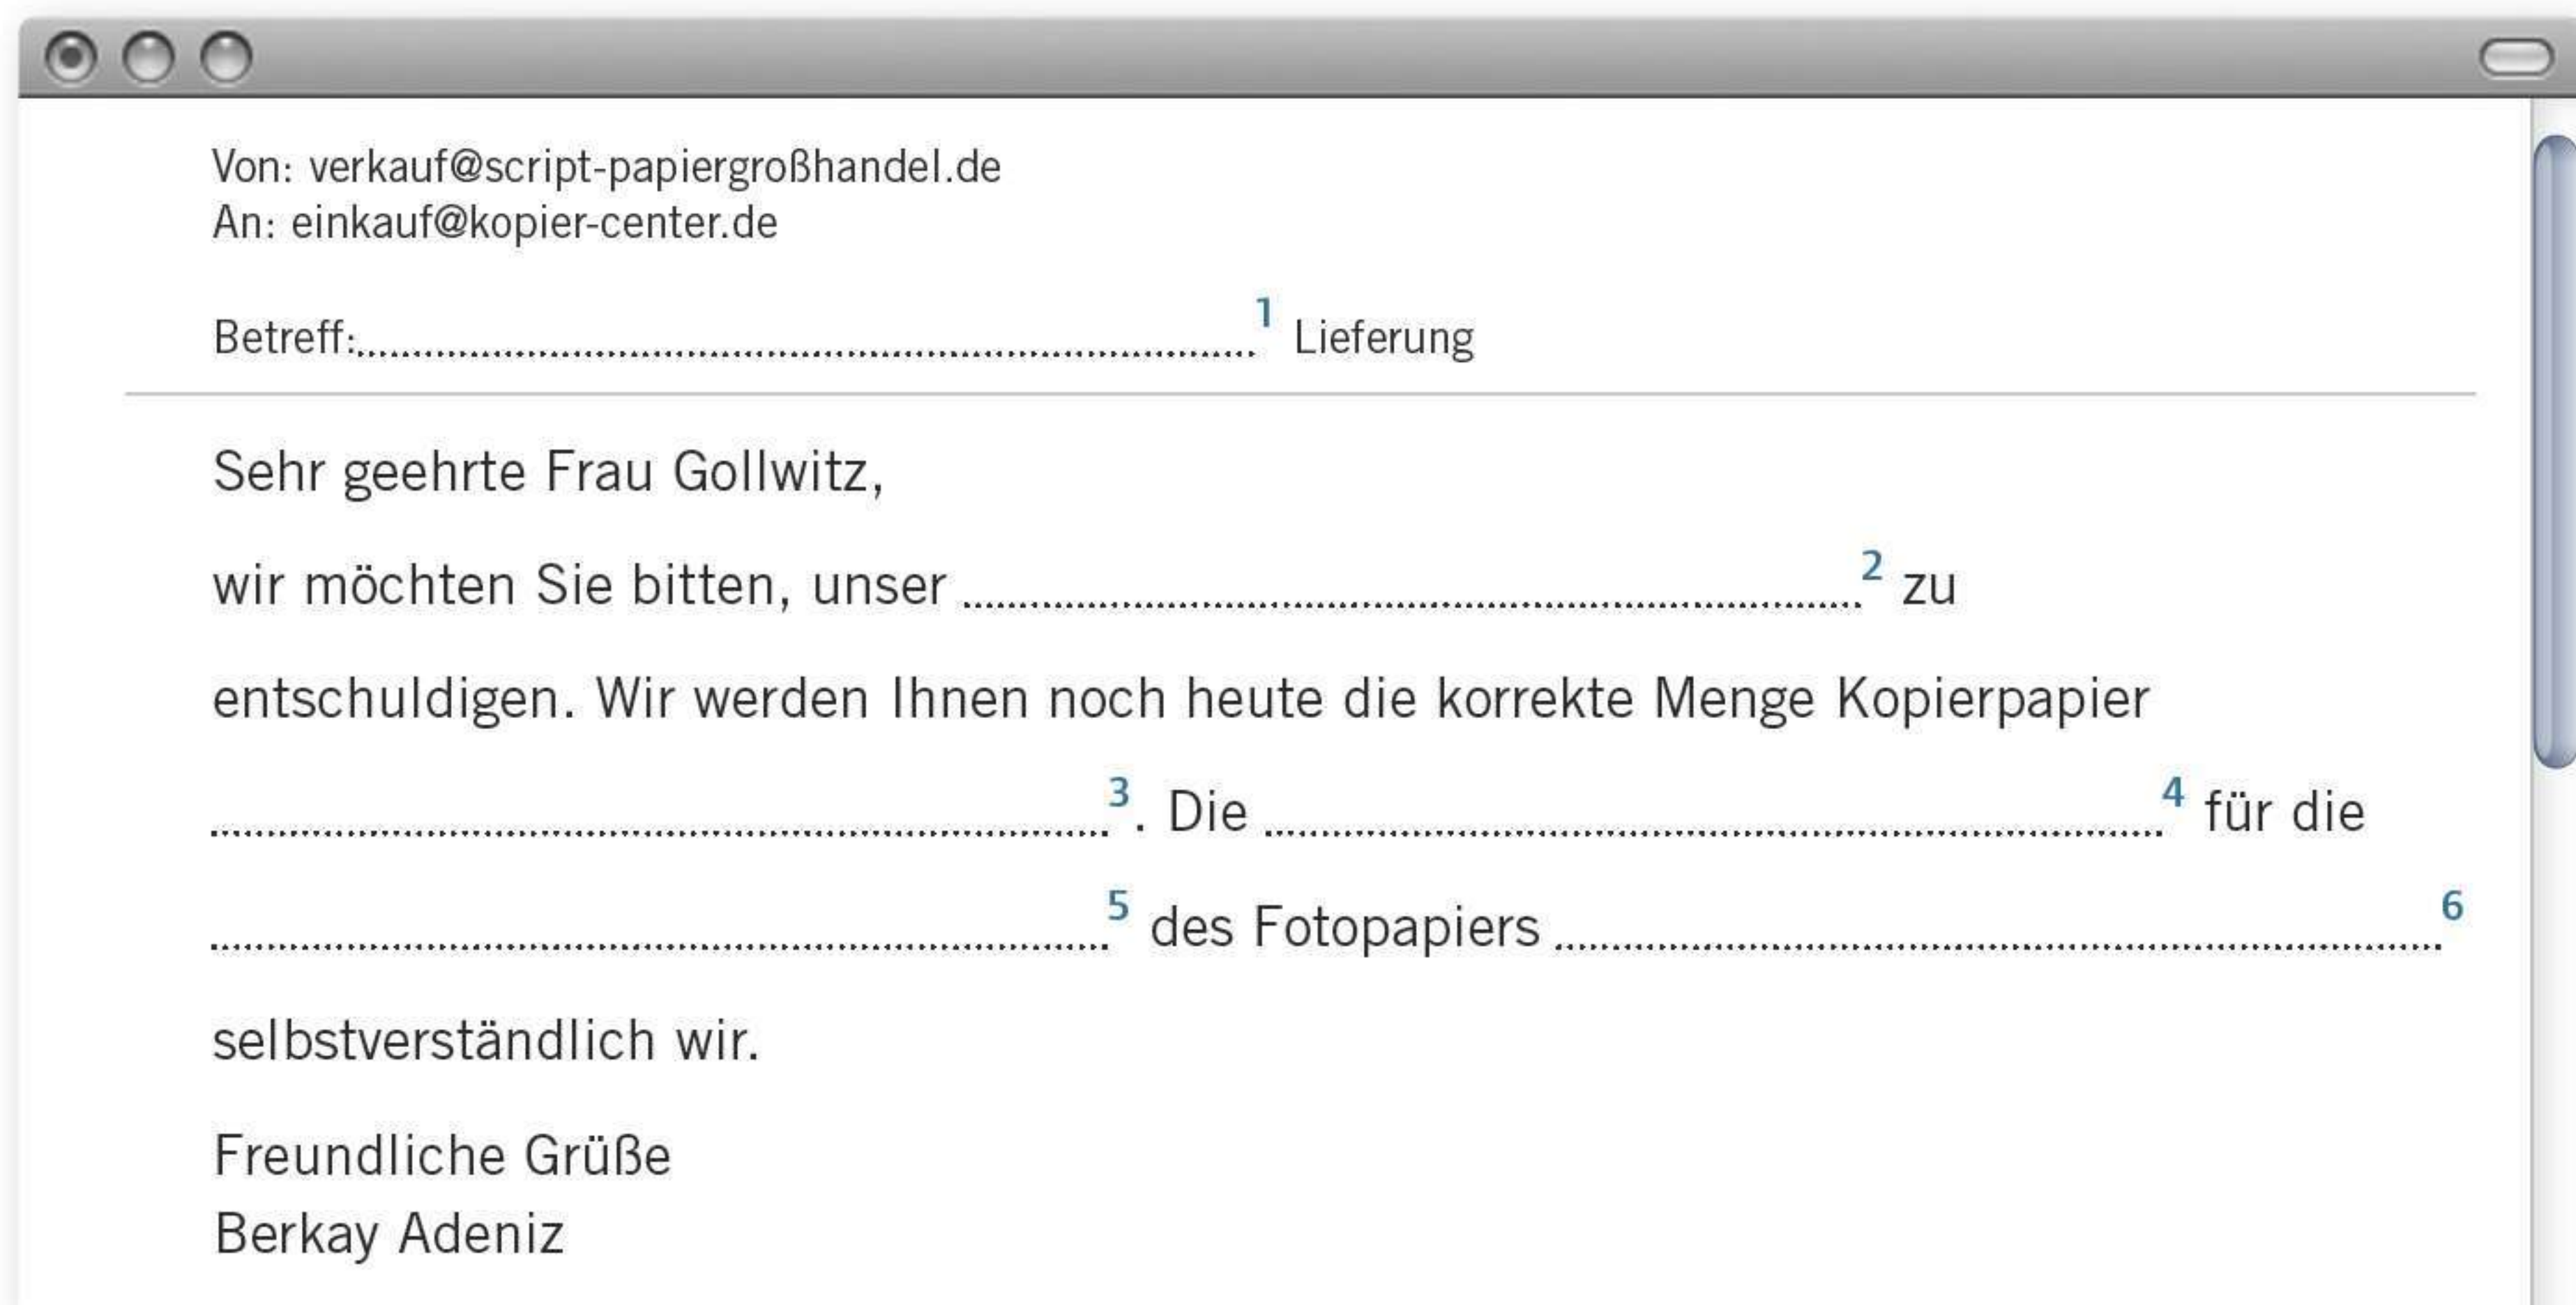 Von: verkauf@script-papiergroßhandel.de
An: einkauf@kopier-center.de
Betreff:........................................ 1 Lieferung
Sehr geehrte Frau Gollwitz,
wir möchten Sie bitten, unser ........................................ 2 zu
entschuldigen. Wir werden Ihnen noch heute die korrekte Menge Kopierpapier
........................................ 3 . Die ........................................ 4 für die
........................................ 5 des Fotopapiers ........................................ 6
selbstverständlich wir.
Freundliche Grüße
Berkay Adeniz